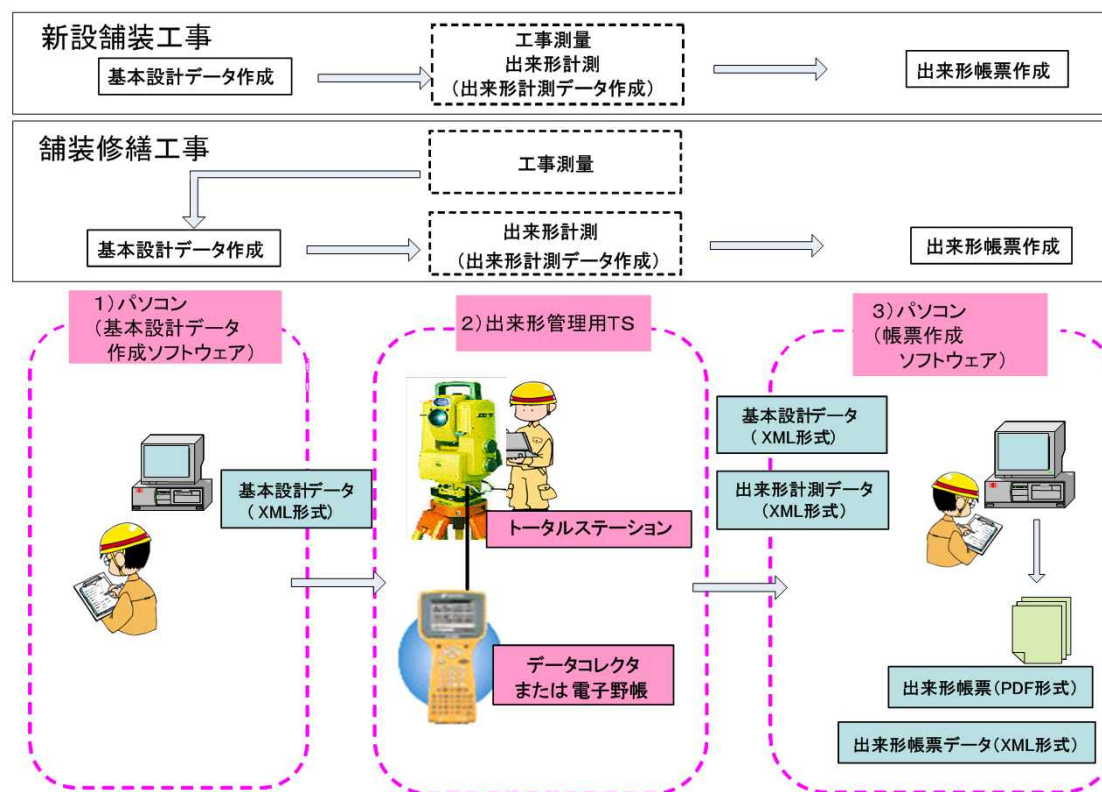 新設舗装工事
基本設計データ作成
工事測量
出来形計測
(出来形計測データ作成)
出来形帳票作成
舗装修繕工事
工事測量
基本設計データ作成
出来形計測
(出来形計測データ作成)
出来形帳票作成
1)パソコン
(基本設計データ
作成ソフトウェア)
2)出来形管理用TS
3)パソコン
(帳票作成
ソフトウェア)
基本設計データ
(XML形式)
トータルステーション
データコレクタ
または電子野帳
基本設計データ
(XML形式)
出来形計測データ
(XML形式)
出来形帳票(PDF形式)
出来形帳票データ(XML形式)